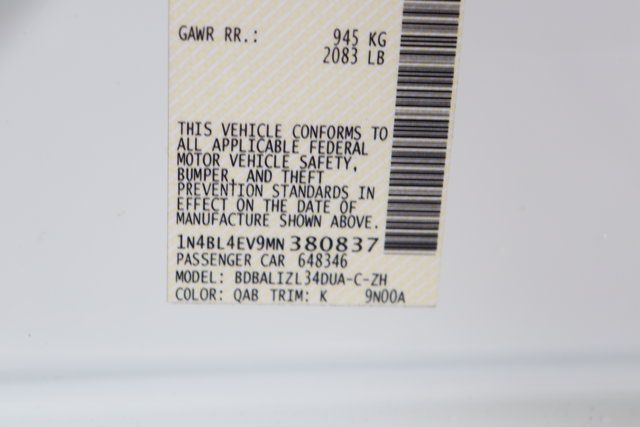 GAWR RR.: 945 KG
2083 LB
THIS VEHICLE CONFORMS TO
ALL APPLICABLE FEDERAL
MOTOR VEHICLE SAFETY,
BUMPER, AND THEFT
PREVENTION STANDARDS IN
EFFECT ON THE DATE OF
MANUFACTURE SHOWN ABOVE.
1N4BL4EV9MN380837
PASSENGER CAR 648346
MODEL: BDBALIZL34DUA-C-ZH
COLOR: QAB TRIM: K 9N00A